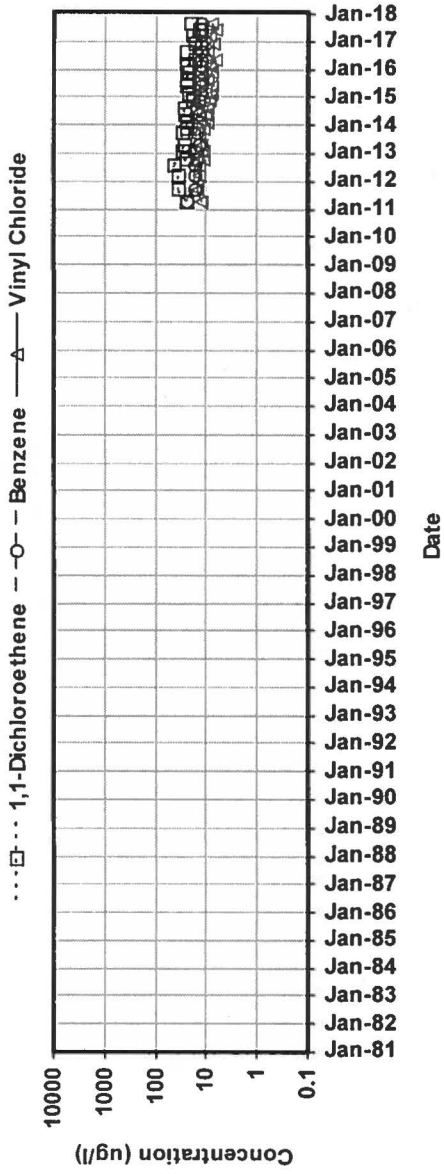 1,1-Dichloroethene Benzene Vinyl Chloride
Concentration (ug/l)
10000
1000
100
10
1
0.1
Jan-81
Jan-82
Jan-83
Jan-84
Jan-85
Jan-86
Jan-87
Jan-88
Jan-89
Jan-90
Jan-91
Jan-92
Jan-93
Jan-94
Jan-95
Jan-96
Jan-97
Jan-98
Jan-99
Jan-00
Jan-01
Jan-02
Jan-03
Jan-04
Jan-05
Jan-06
Jan-07
Jan-08
Jan-09
Jan-10
Jan-11
Jan-12
Jan-13
Jan-14
Jan-15
Jan-16
Jan-17
Jan-18
Date